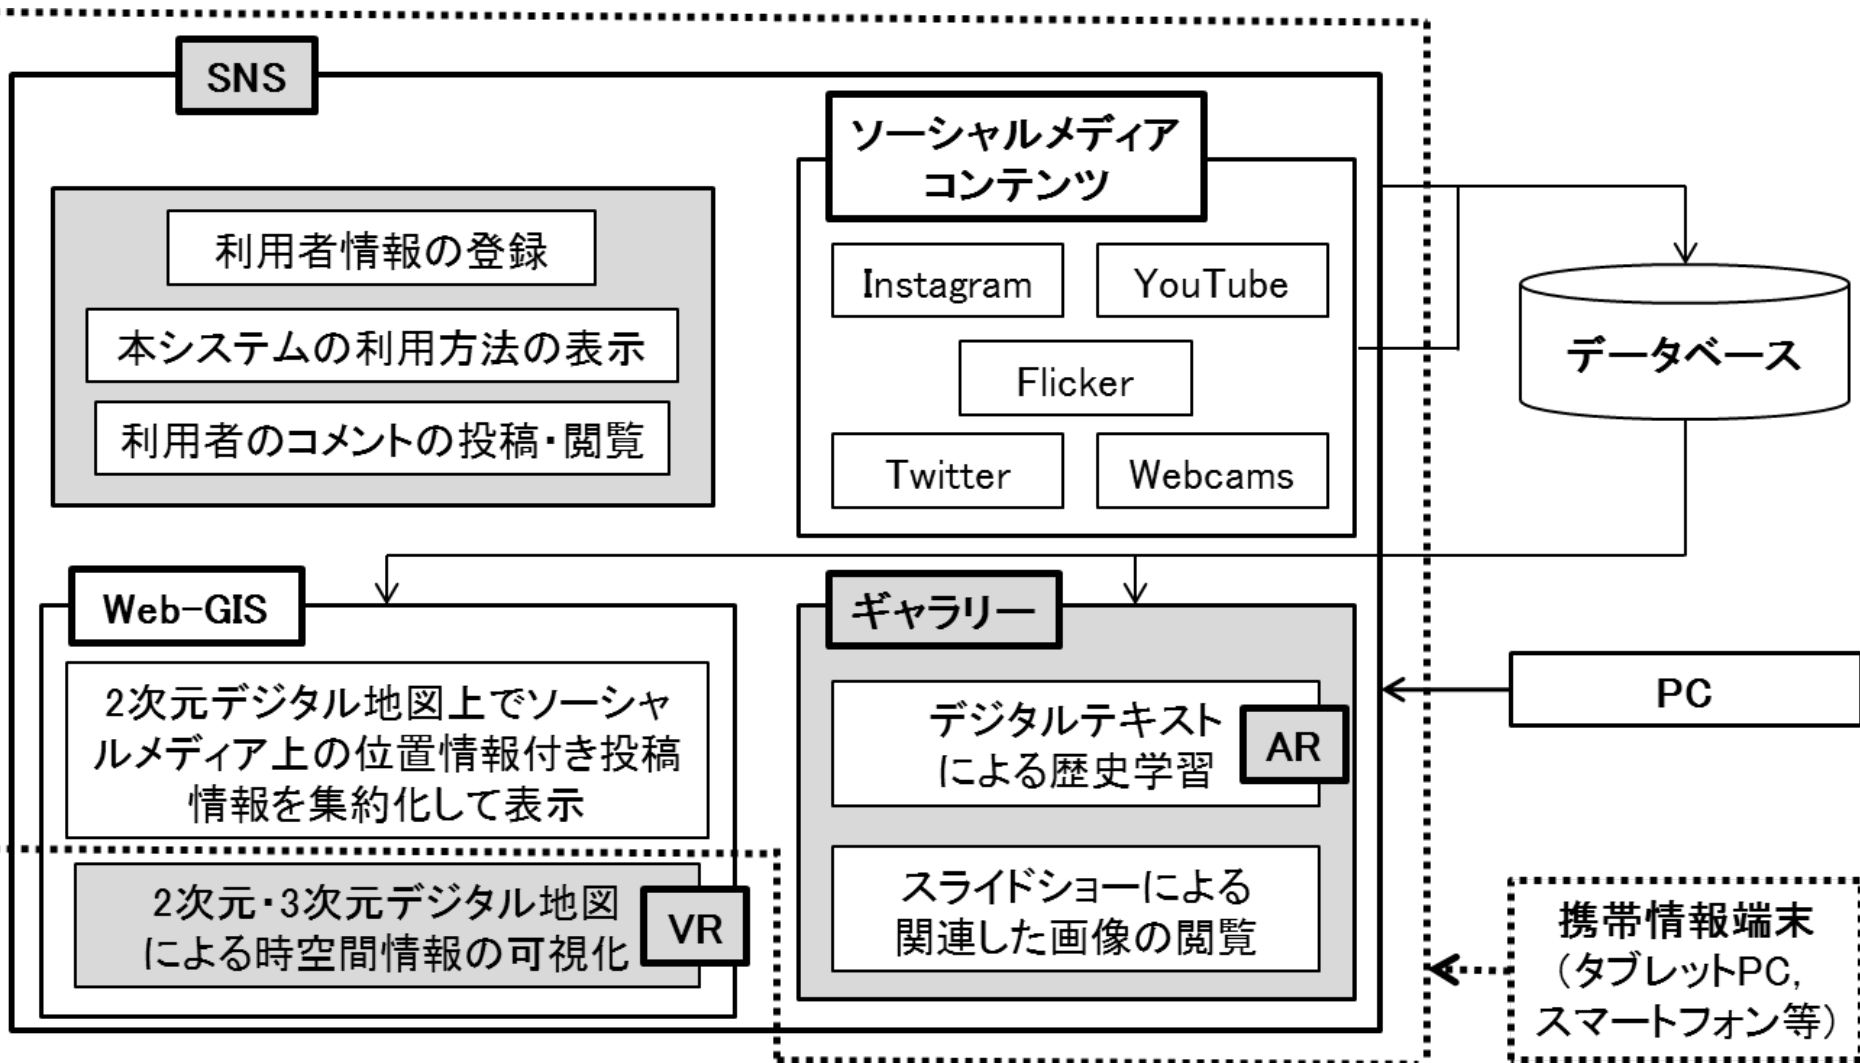 SNS
ソーシャルメディア
コンテンツ
利用者情報の登録
本システムの利用方法の表示
利用者のコメントの投稿・閲覧
Instagram
YouTube
Flicker
Twitter
Webcams
データベース
Web-GIS
2次元デジタル地図上でソーシャ
ルメディア上の位置情報付き投稿
情報を集約化して表示
2次元・3次元デジタル地図
による時空間情報の可視化
VR
ギャラリー
デジタルテキスト
による歴史学習
AR
スライドショーによる
関連した画像の閲覧
PC
携帯情報端末
(タブレットPC,
スマートフォン等)